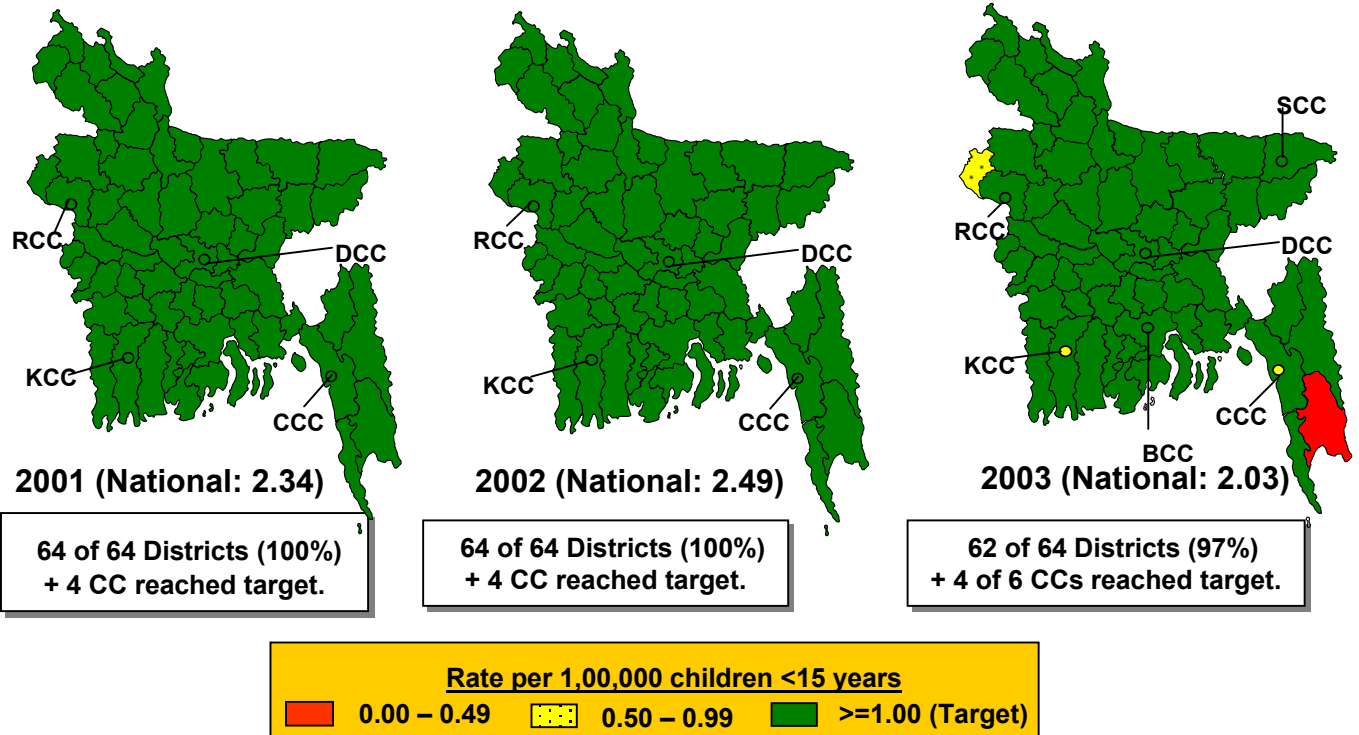 RCC
DCC
KCC
CCC
2001 (National: 2.34)
64 of 64 Districts (100%)
+ 4 CC reached target.
RCC
DCC
KCC
CCC
2002 (National: 2.49)
64 of 64 Districts (100%)
+ 4 CC reached target.
SCC
RCC
DCC
KCC
CCC
BCC
2003 (National: 2.03)
62 of 64 Districts (97%)
+ 4 of 6 CCs reached target.
Rate per 1,00,000 children <15 years
0.00 – 0.49 0.50 – 0.99 >=1.00 (Target)